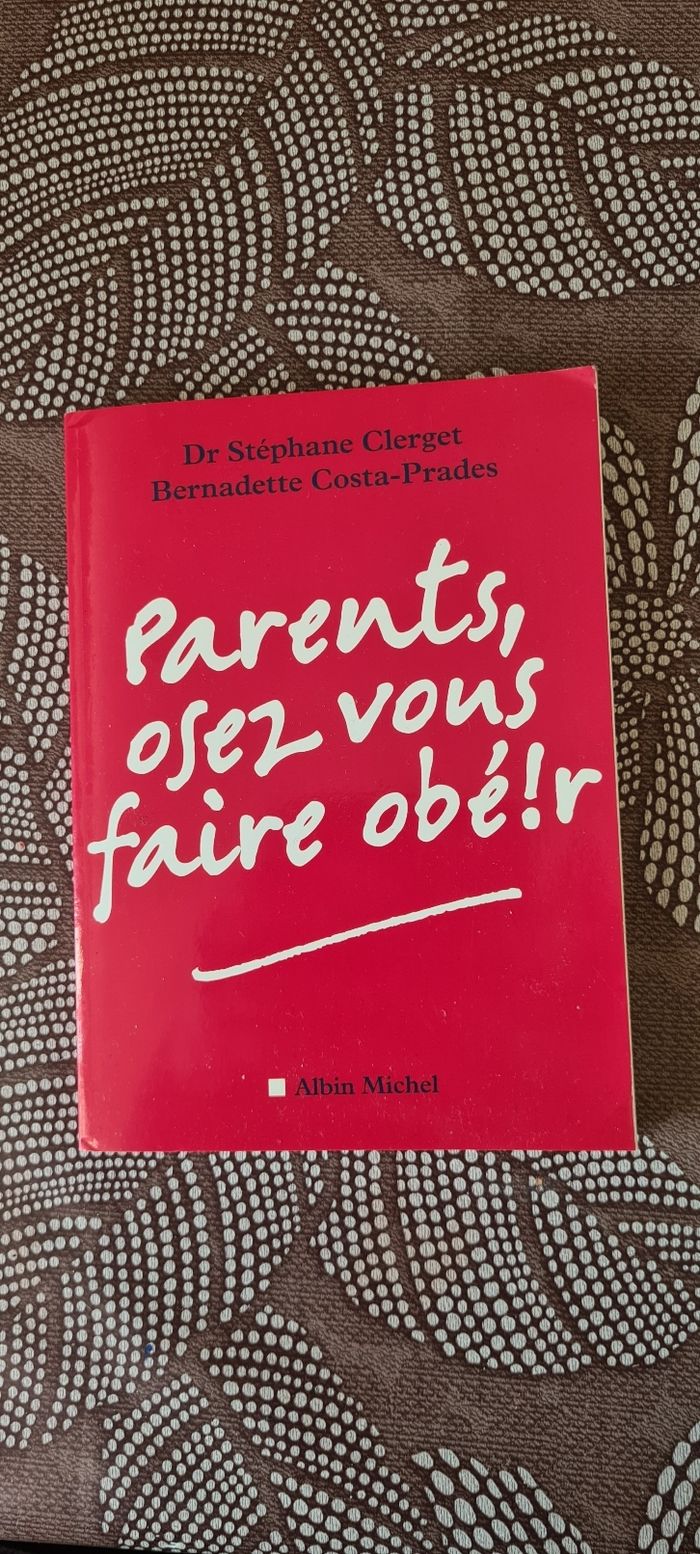 Dr Stéphane Clerget
Bernadette Costa-Prades
Parents,
osez vous
faire obé!r
Albin Michel